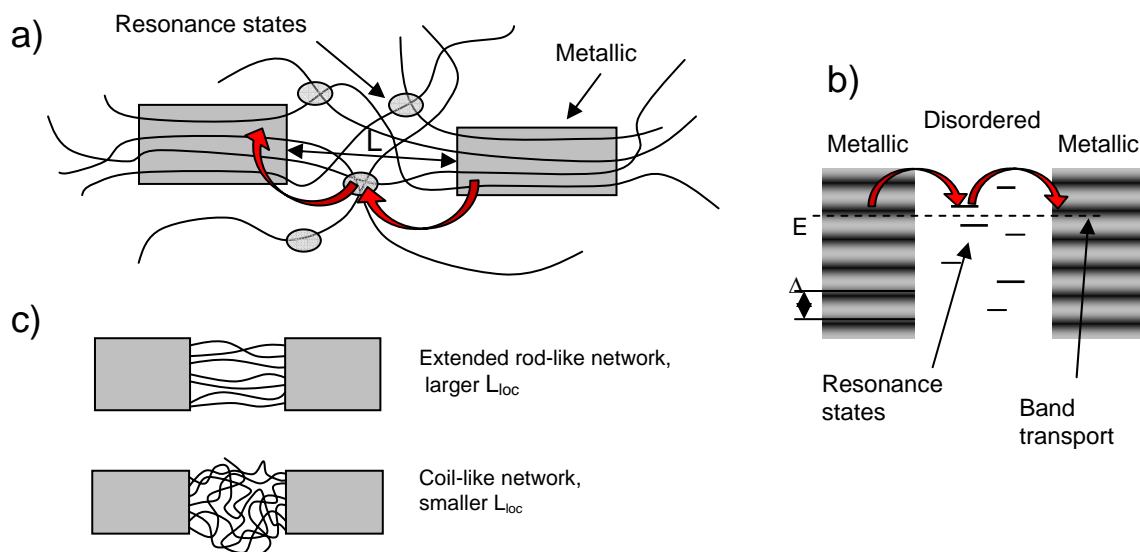 a)
Resonance states
Metallic
L
b)
Disordered
Metallic
Metallic
E
Δ
Resonance
states
Band
transport
c)
Extended rod-like network,
larger Lloc
Coil-like network,
smaller Lloc